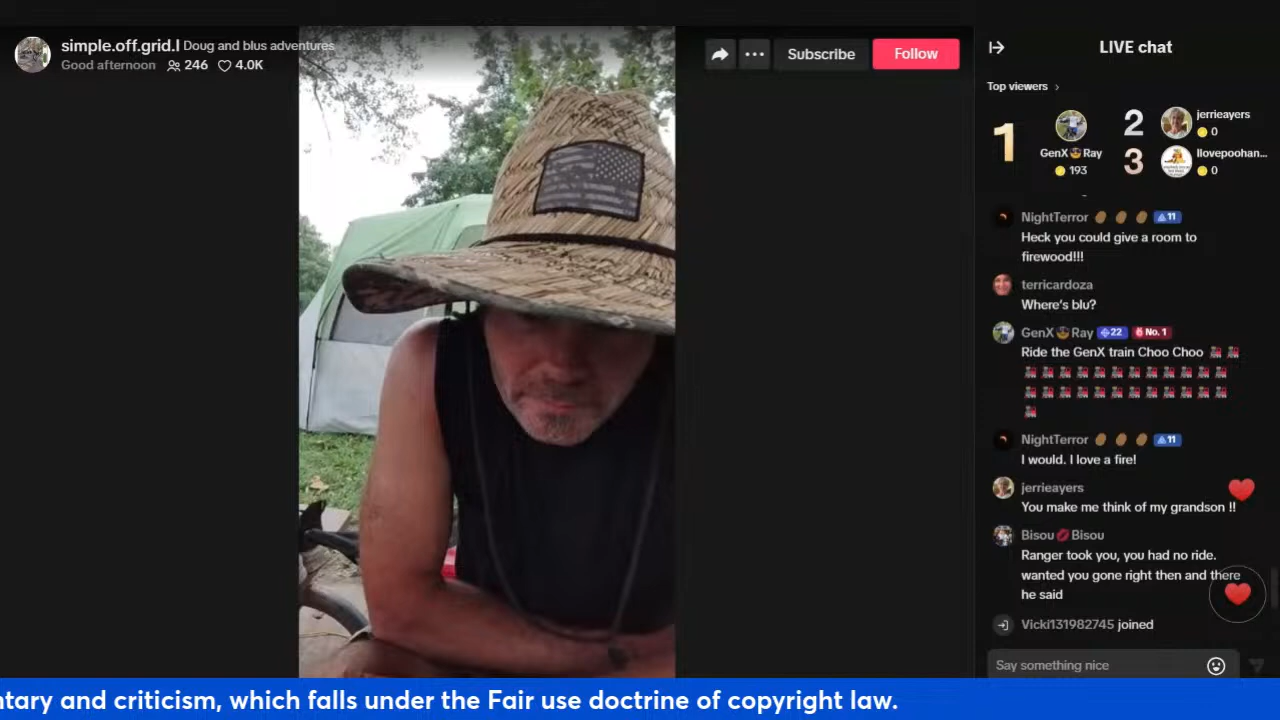 simple.off.grid.l Doug and blus adventures
Good afternoon 246 4.0K
Subscribe
Follow
LIVE chat
Top viewers
1
GenX Ray
193
2
jerrieayers
0
3
Ilovepoohan...
0
NightTerror 11
Heck you could give a room to
firewood!!!
terricardoza
Where's blu?
GenX Ray 22 No. 1
Ride the GenX train Choo Choo
NightTerror 11
I would. I love a fire!
jerrieayers
You make me think of my grandson !!
Bisou Bisou
Ranger took you, you had no ride.
wanted you gone right then and there
he said
Vicki131982745 joined
Say something nice
ntary and criticism, which falls under the Fair use doctrine of copyright law.